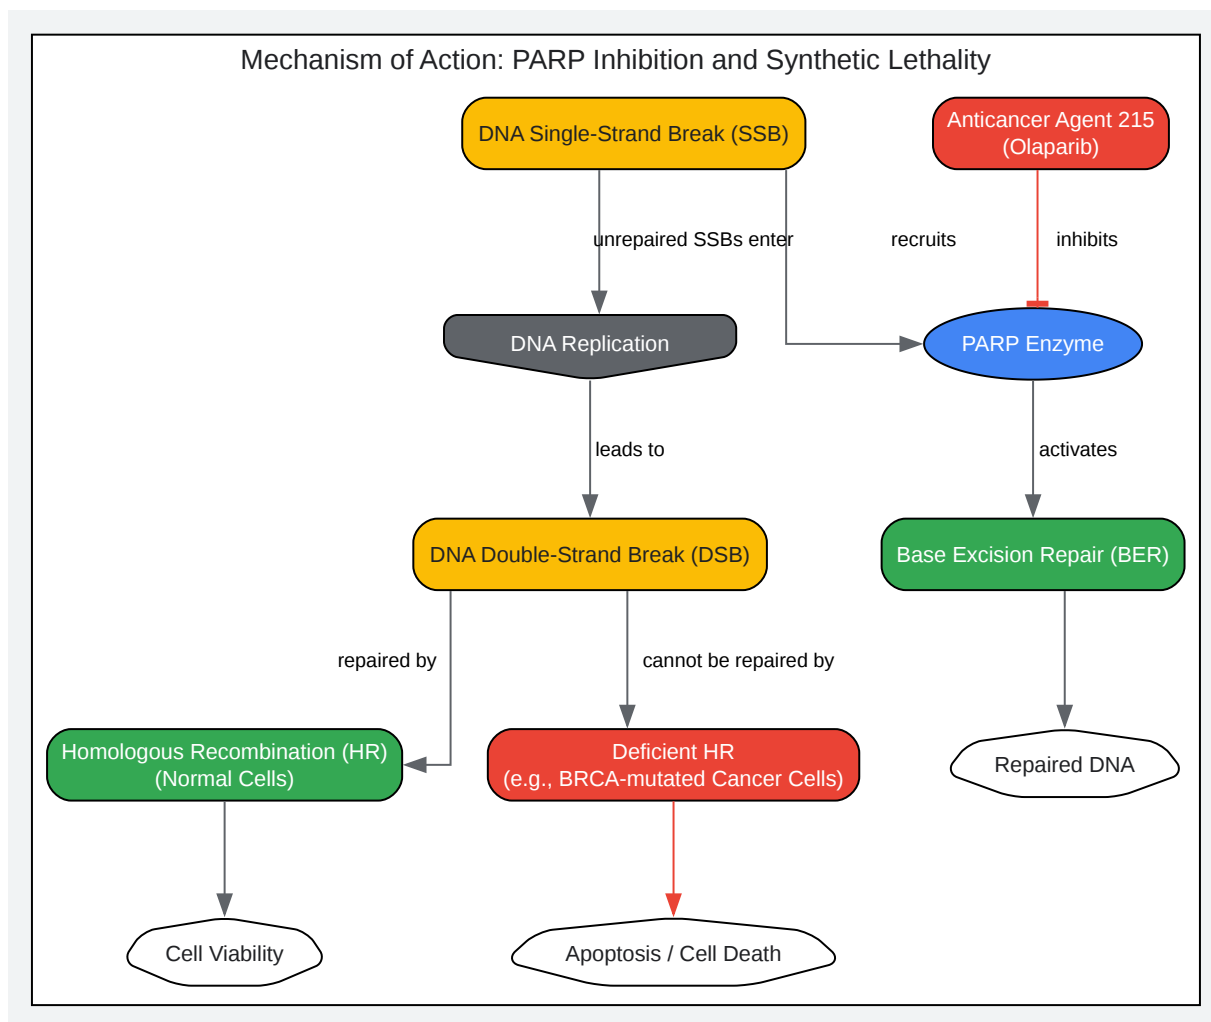 Mechanism of Action: PARP Inhibition and Synthetic Lethality
DNA Single-Strand Break (SSB)
Anticancer Agent 215
(Olaparib)
unrepaired SSBs enter
recruits
inhibits
DNA Replication
PARP Enzyme
leads to
activates
DNA Double-Strand Break (DSB)
Base Excision Repair (BER)
repaired by
cannot be repaired by
Homologous Recombination (HR)
(Normal Cells)
Deficient HR
(e.g., BRCA-mutated Cancer Cells)
Repaired DNA
Cell Viability
Apoptosis / Cell Death